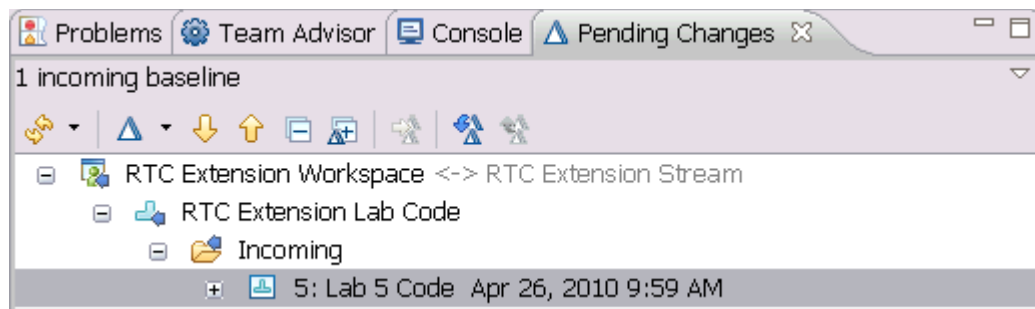 Problems Team Advisor Console Pending Changes
1 incoming baseline
RTC Extension Workspace <-> RTC Extension Stream
RTC Extension Lab Code
Incoming
5: Lab 5 Code Apr 26, 2010 9:59 AM